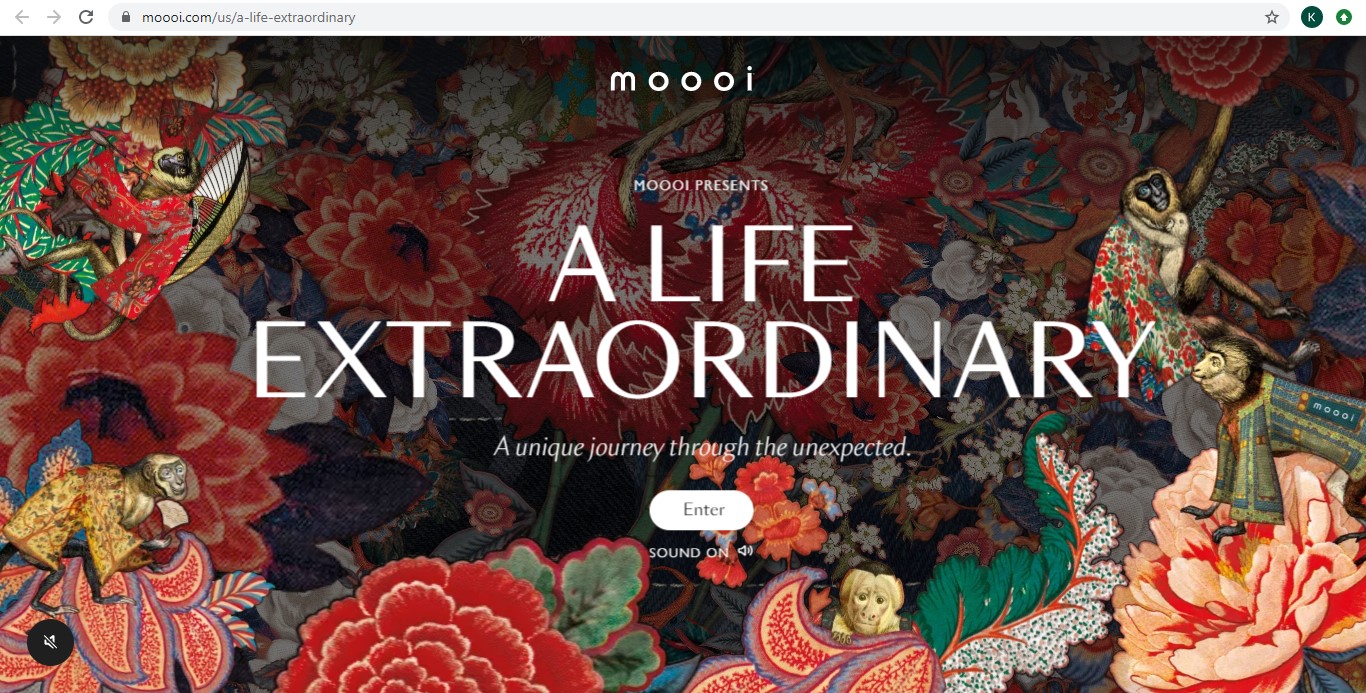 moooi.com/us/a-life-extraordinary
K
moooi
MOOOI PRESENTS
A LIFE
EXTRAORDINARY
moooi
A unique journey through the unexpected.
Enter
SOUND ON